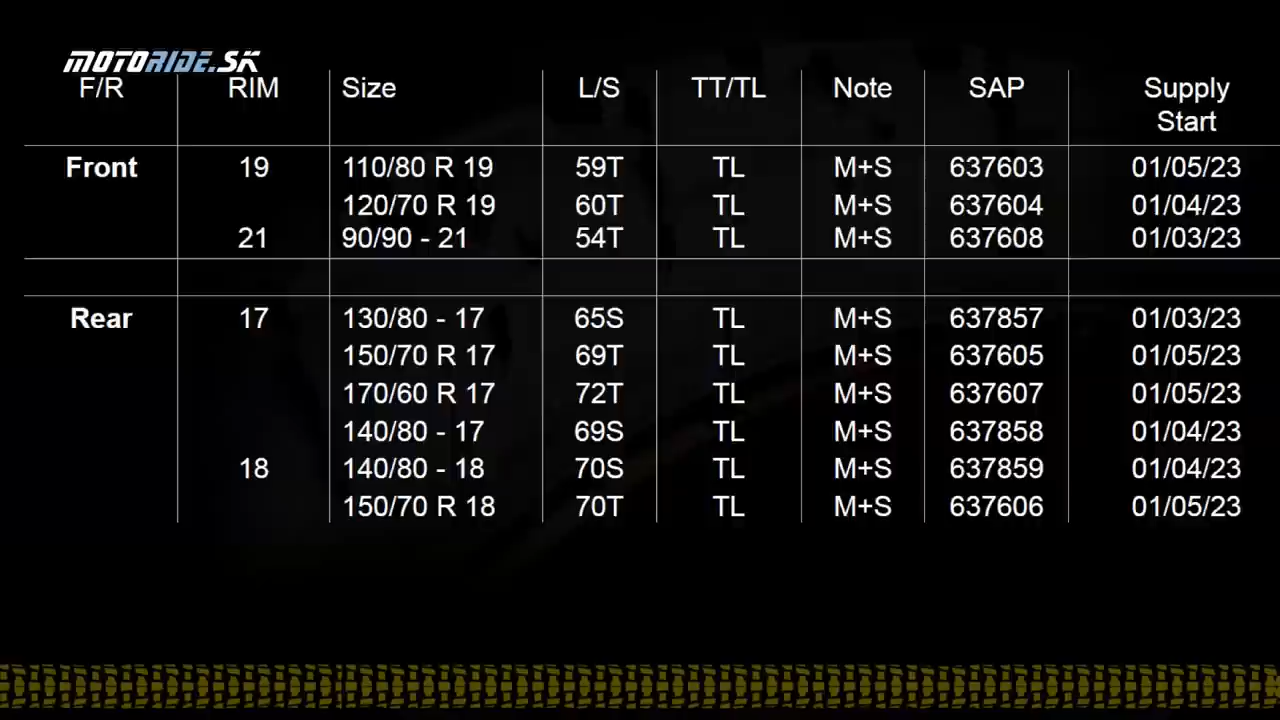 MOTORIDE.SK
F/R RIM Size L/S TT/TL Note SAP Supply Start
Front 19 110/80 R 19 59T TL M+S 637603 01/05/23
120/70 R 19 60T TL M+S 637604 01/04/23
21 90/90 - 21 54T TL M+S 637608 01/03/23
Rear 17 130/80 - 17 65S TL M+S 637857 01/03/23
150/70 R 17 69T TL M+S 637605 01/05/23
170/60 R 17 72T TL M+S 637607 01/05/23
140/80 - 17 69S TL M+S 637858 01/04/23
18 140/80 - 18 70S TL M+S 637859 01/04/23
150/70 R 18 70T TL M+S 637606 01/05/23